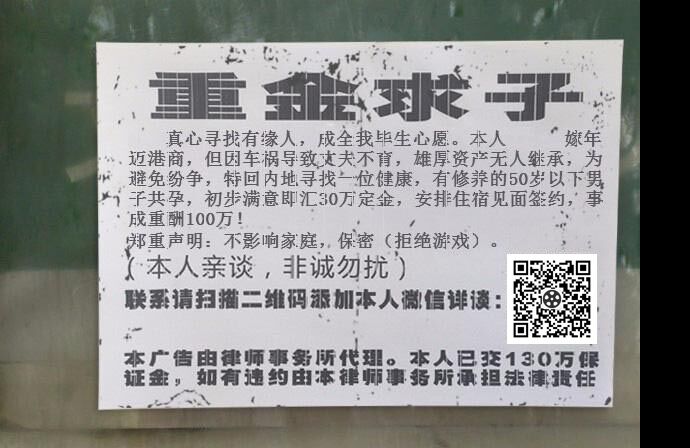 重金求子
真心寻找有缘人，成全我毕生心愿。本人 嫁年
迈港商，但因车祸导致丈夫不育，雄厚资产无人继承，为
避免纷争，特回内地寻找一位健康，有修养的50岁以下男
子共孕，初步满意即汇30万定金，安排住宿见面签约，事
成重酬100万！
郑重声明：不影响家庭，保密（拒绝游戏）。
（本人亲谈，非诚勿扰）
联系请扫描二维码添加本人微信详谈：
本广告由律师事务所代理。本人已交130万保
证金，如有违约由本律师事务所承担法律责任